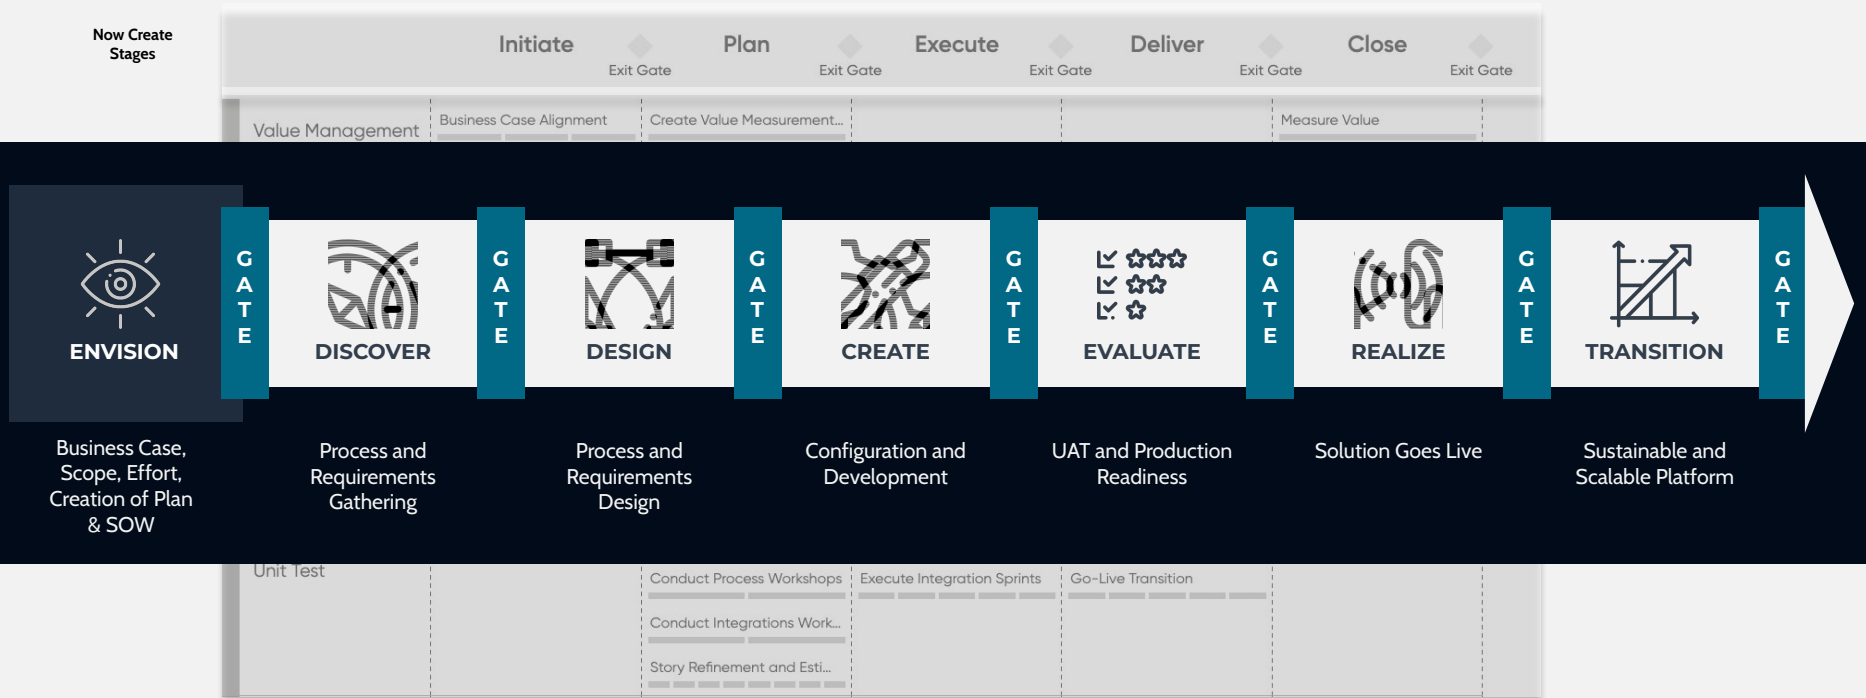 Now Create
Stages
Initiate
Plan
Execute
Deliver
Close
Exit Gate
Exit Gate
Exit Gate
Exit Gate
Exit Gate
Value Management
Business Case Alignment
Create Value Measurement...
Measure Value
GATE
GATE
GATE
GATE
GATE
GATE
GATE
ENVISION
DISCOVER
DESIGN
CREATE
EVALUATE
REALIZE
TRANSITION
Business Case,
Scope, Effort,
Creation of Plan
& SOW
Process and
Requirements
Gathering
Process and
Requirements
Design
Configuration and
Development
UAT and Production
Readiness
Solution Goes Live
Sustainable and
Scalable Platform
Unit Test
Conduct Process Workshops
Execute Integration Sprints
Go-Live Transition
Conduct Integrations Work...
Story Refinement and Esti...